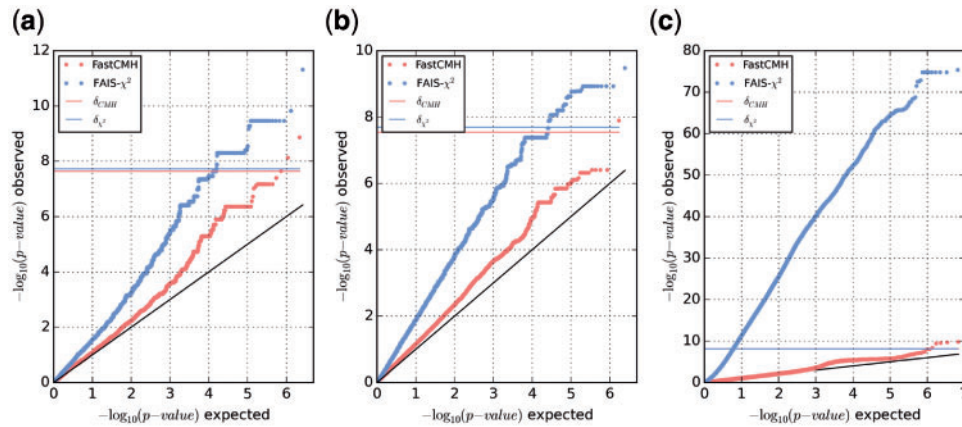 (a)
12
10
8
6
4
2
0
0 1 2 3 4 5 6
FastCMH
FAIS-χ²
δ_CMH
δ_χ²
−log₁₀(p−value) observed
−log₁₀(p−value) expected
(b)
10
8
6
4
2
0
0 1 2 3 4 5 6
FastCMH
FAIS-χ²
δ_CMH
δ_χ²
−log₁₀(p−value) observed
−log₁₀(p−value) expected
(c)
80
70
60
50
40
30
20
10
0
0 1 2 3 4 5 6 7
FastCMH
FAIS-χ²
δ_CMH
δ_χ²
−log₁₀(p−value) observed
−log₁₀(p−value) expected